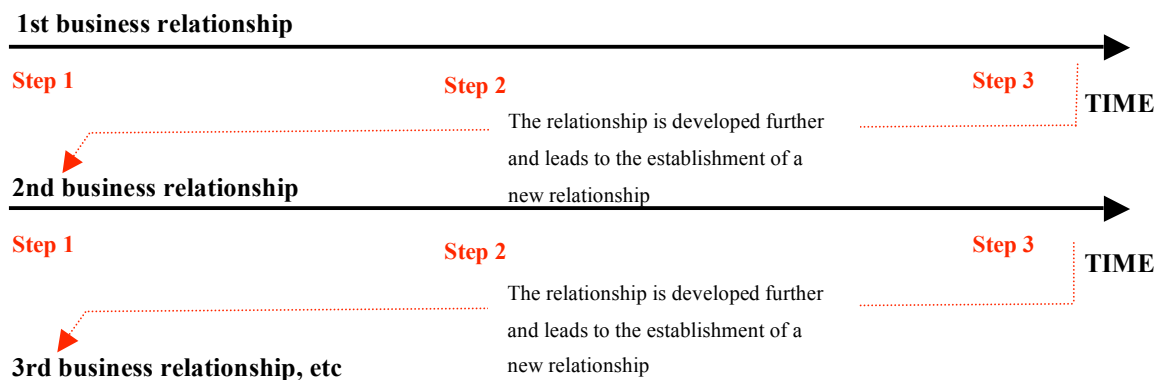 1st business relationship
Step 1
Step 2
Step 3
TIME
The relationship is developed further
and leads to the establishment of a
new relationship
2nd business relationship
Step 1
Step 2
Step 3
TIME
The relationship is developed further
and leads to the establishment of a
new relationship
3rd business relationship, etc